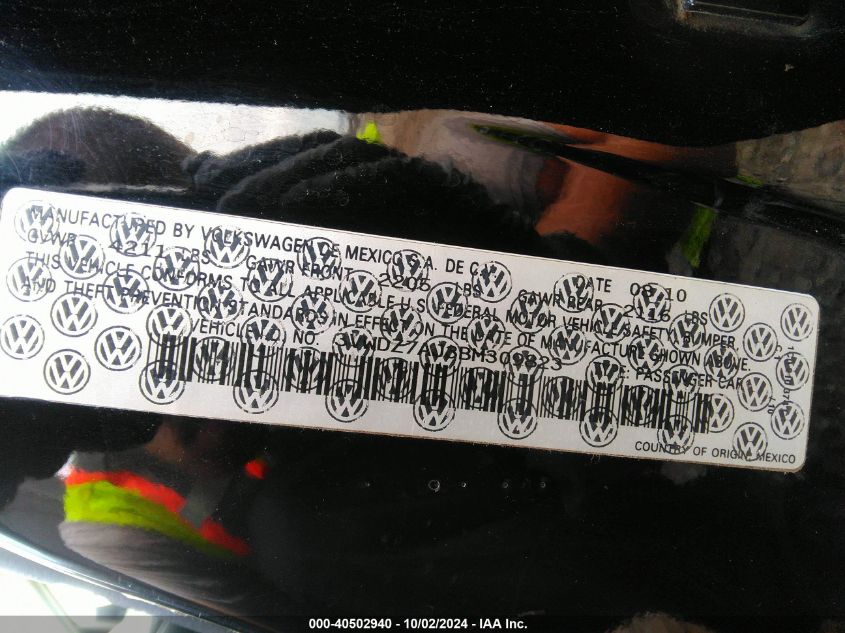 MANUFACTURED BY VOLKSWAGEN DE MEXICO S.A. DE C.V.
GVWR 4211 LBS GAWR FRONT 2205 LBS GAWR REAR 2116 LBS DATE 08 10
THIS VEHICLE CONFORMS TO ALL APPLICABLE U.S. FEDERAL MOTOR VEHICLE SAFETY BUMPER
AND THEFT PREVENTION STANDARDS IN EFFECT ON THE DATE OF MANUFACTURE SHOWN ABOVE.
VEHICLE I.D. NO. TYPE: PASSENGER CAR
COUNTRY OF ORIGIN: MEXICO
000-40502940 - 10/02/2024 - IAA Inc.